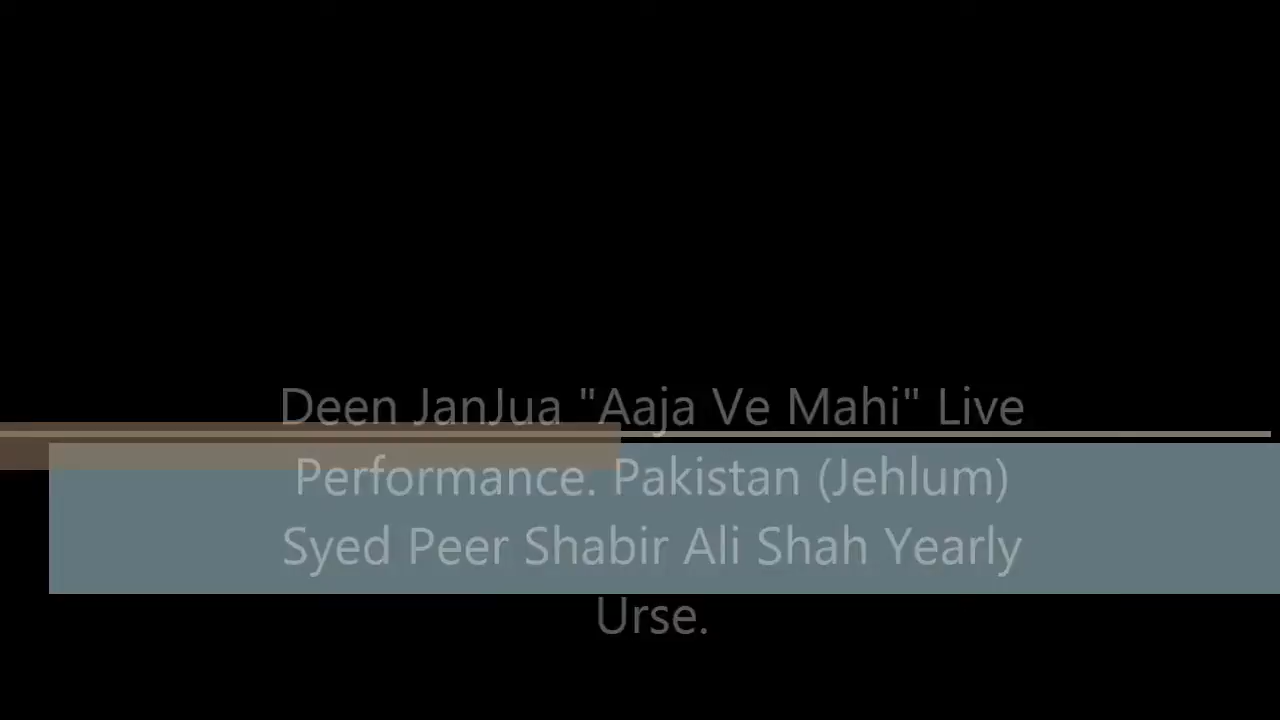 Deen JanJua "Aaja Ve Mahi" Live
Performance. Pakistan (Jehlum)
Syed Peer Shabir Ali Shah Yearly
Urse.